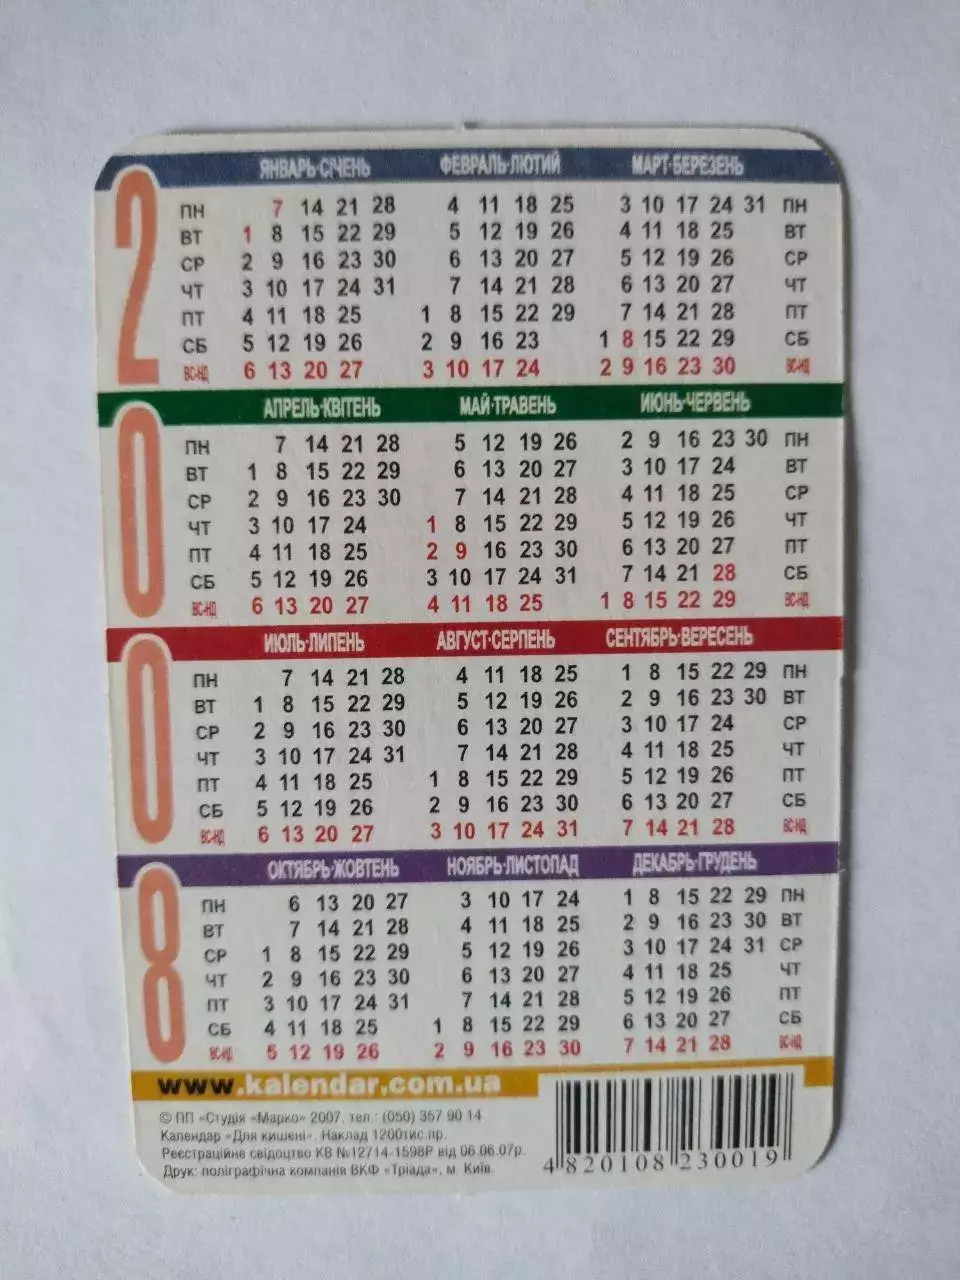 2008
ЯНВАРЬ·СІЧЕНЬ ФЕВРАЛЬ·ЛЮТИЙ МАРТ·БЕРЕЗЕНЬ
ПН 7 14 21 28 4 11 18 25 3 10 17 24 31 ПН
ВТ 1 8 15 22 29 5 12 19 26 4 11 18 25 ВТ
СР 2 9 16 23 30 6 13 20 27 5 12 19 26 СР
ЧТ 3 10 17 24 31 7 14 21 28 6 13 20 27 ЧТ
ПТ 4 11 18 25 1 8 15 22 29 7 14 21 28 ПТ
СБ 5 12 19 26 2 9 16 23 1 8 15 22 29 СБ
ВС-НД 6 13 20 27 3 10 17 24 2 9 16 23 30 ВС-НД
АПРЕЛЬ·КВІТЕНЬ МАЙ·ТРАВЕНЬ ИЮНЬ·ЧЕРВЕНЬ
ПН 7 14 21 28 5 12 19 26 2 9 16 23 30 ПН
ВТ 1 8 15 22 29 6 13 20 27 3 10 17 24 ВТ
СР 2 9 16 23 30 7 14 21 28 4 11 18 25 СР
ЧТ 3 10 17 24 1 8 15 22 29 5 12 19 26 ЧТ
ПТ 4 11 18 25 2 9 16 23 30 6 13 20 27 ПТ
СБ 5 12 19 26 3 10 17 24 31 7 14 21 28 СБ
ВС-НД 6 13 20 27 4 11 18 25 1 8 15 22 29 ВС-НД
ИЮЛЬ·ЛИПЕНЬ АВГУСТ·СЕРПЕНЬ СЕНТЯБРЬ·ВЕРЕСЕНЬ
ПН 7 14 21 28 4 11 18 25 1 8 15 22 29 ПН
ВТ 1 8 15 22 29 5 12 19 26 2 9 16 23 30 ВТ
СР 2 9 16 23 30 6 13 20 27 3 10 17 24 СР
ЧТ 3 10 17 24 31 7 14 21 28 4 11 18 25 ЧТ
ПТ 4 11 18 25 1 8 15 22 29 5 12 19 26 ПТ
СБ 5 12 19 26 2 9 16 23 30 6 13 20 27 СБ
ВС-НД 6 13 20 27 3 10 17 24 31 7 14 21 28 ВС-НД
ОКТЯБРЬ·ЖОВТЕНЬ НОЯБРЬ·ЛИСТОПАД ДЕКАБРЬ·ГРУДЕНЬ
ПН 6 13 20 27 3 10 17 24 1 8 15 22 29 ПН
ВТ 7 14 21 28 4 11 18 25 2 9 16 23 30 ВТ
СР 1 8 15 22 29 5 12 19 26 3 10 17 24 31 СР
ЧТ 2 9 16 23 30 6 13 20 27 4 11 18 25 ЧТ
ПТ 3 10 17 24 31 7 14 21 28 5 12 19 26 ПТ
СБ 4 11 18 25 1 8 15 22 29 6 13 20 27 СБ
ВС-НД 5 12 19 26 2 9 16 23 30 7 14 21 28 ВС-НД
www.kalendar.com.ua
© ПП «Студія «Марко» 2007. тел.: (050) 357 90 14
Календар «Для кишені». Наклад 1200тис.пр.
Реєстраційне свідоцтво КВ №12714-1598Р від 06.06.07р.
Друк: поліграфічна компанія ВКФ «Тріада», м. Київ.
4 820108 230019